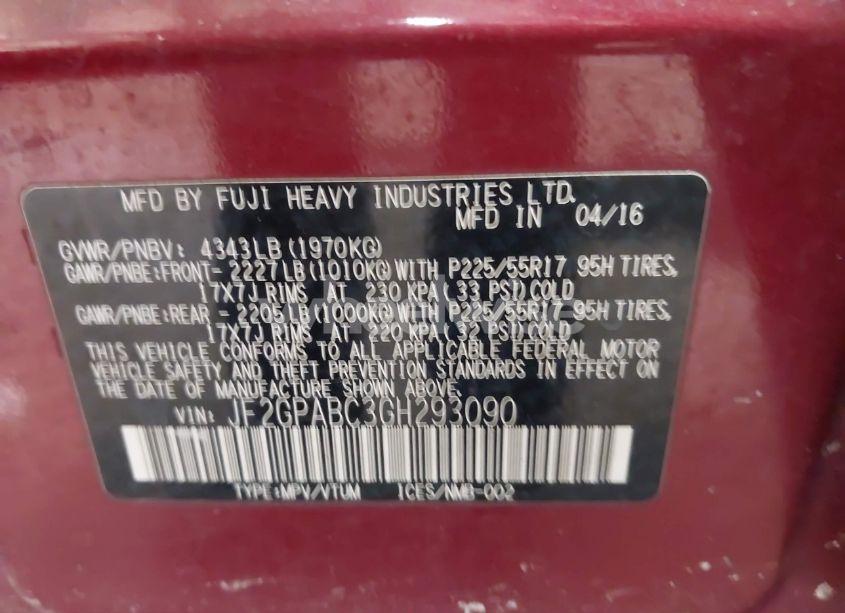 MFD BY FUJI HEAVY INDUSTRIES LTD.
MFD IN 04/16
GVWR/PNBV: 4343LB(1970KG)
GAWR/PNBE:FRONT- 2227LB(1010KG)WITH P225/55R17 95H TIRES,
17X7J RIMS AT 230 KPA(33 PSI)COLD
GAWR/PNBE:REAR - 2205LB(1000KG)WITH P225/55R17 95H TIRES,
17X7J RIMS AT 220 KPA(32 PSI)COLD
THIS VEHICLE CONFORMS TO ALL APPLICABLE FEDERAL MOTOR
VEHICLE SAFETY AND THEFT PREVENTION STANDARDS IN EFFECT ON
THE DATE OF MANUFACTURE SHOWN ABOVE.
VIN: JF2GPABC3GH293090
TYPE:MPV/VTUM ICES/NMB-002